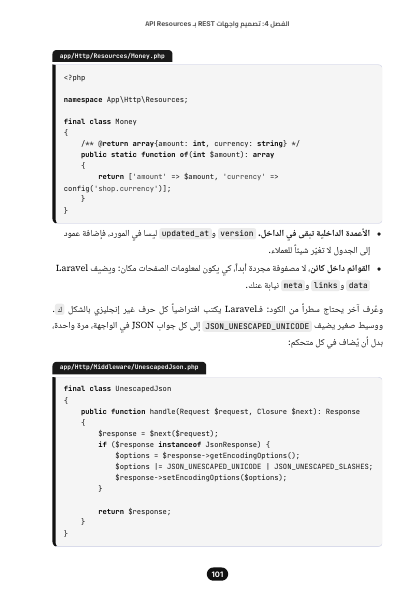 الفصل 4: تصميم واجهات REST بـ API Resources
app/Http/Resources/Money.php
<?php
namespace App\Http\Resources;
final class Money
{
    /** @return array{amount: int, currency: string} */
    public static function of(int $amount): array
    {
        return ['amount' => $amount, 'currency' =>
config('shop.currency')];
    }
}
• الأعمدة الداخلية تبقى في الداخل. version و updated_at ليسا في المورد، فإضافة عمود
إلى الجدول لا تغيّر شيئاً للعملاء.
• القوائم داخل كائن، لا مصفوفة مجردة أبداً، كي يكون لمعلومات الصفحات مكان؛ ويضيف Laravel
data و links و meta نيابة عنك.
وعُرف آخر يحتاج سطراً من الكود: فـLaravel يكتب افتراضياً كل حرف غير إنجليزي بالشكل ك.
ووسيط صغير يضيف JSON_UNESCAPED_UNICODE إلى كل جواب JSON في الواجهة، مرة واحدة،
بدل أن يُضاف في كل متحكم:
app/Http/Middleware/UnescapedJson.php
final class UnescapedJson
{
    public function handle(Request $request, Closure $next): Response
    {
        $response = $next($request);
        if ($response instanceof JsonResponse) {
            $options = $response->getEncodingOptions();
            $options |= JSON_UNESCAPED_UNICODE | JSON_UNESCAPED_SLASHES;
            $response->setEncodingOptions($options);
        }
        return $response;
    }
}
101